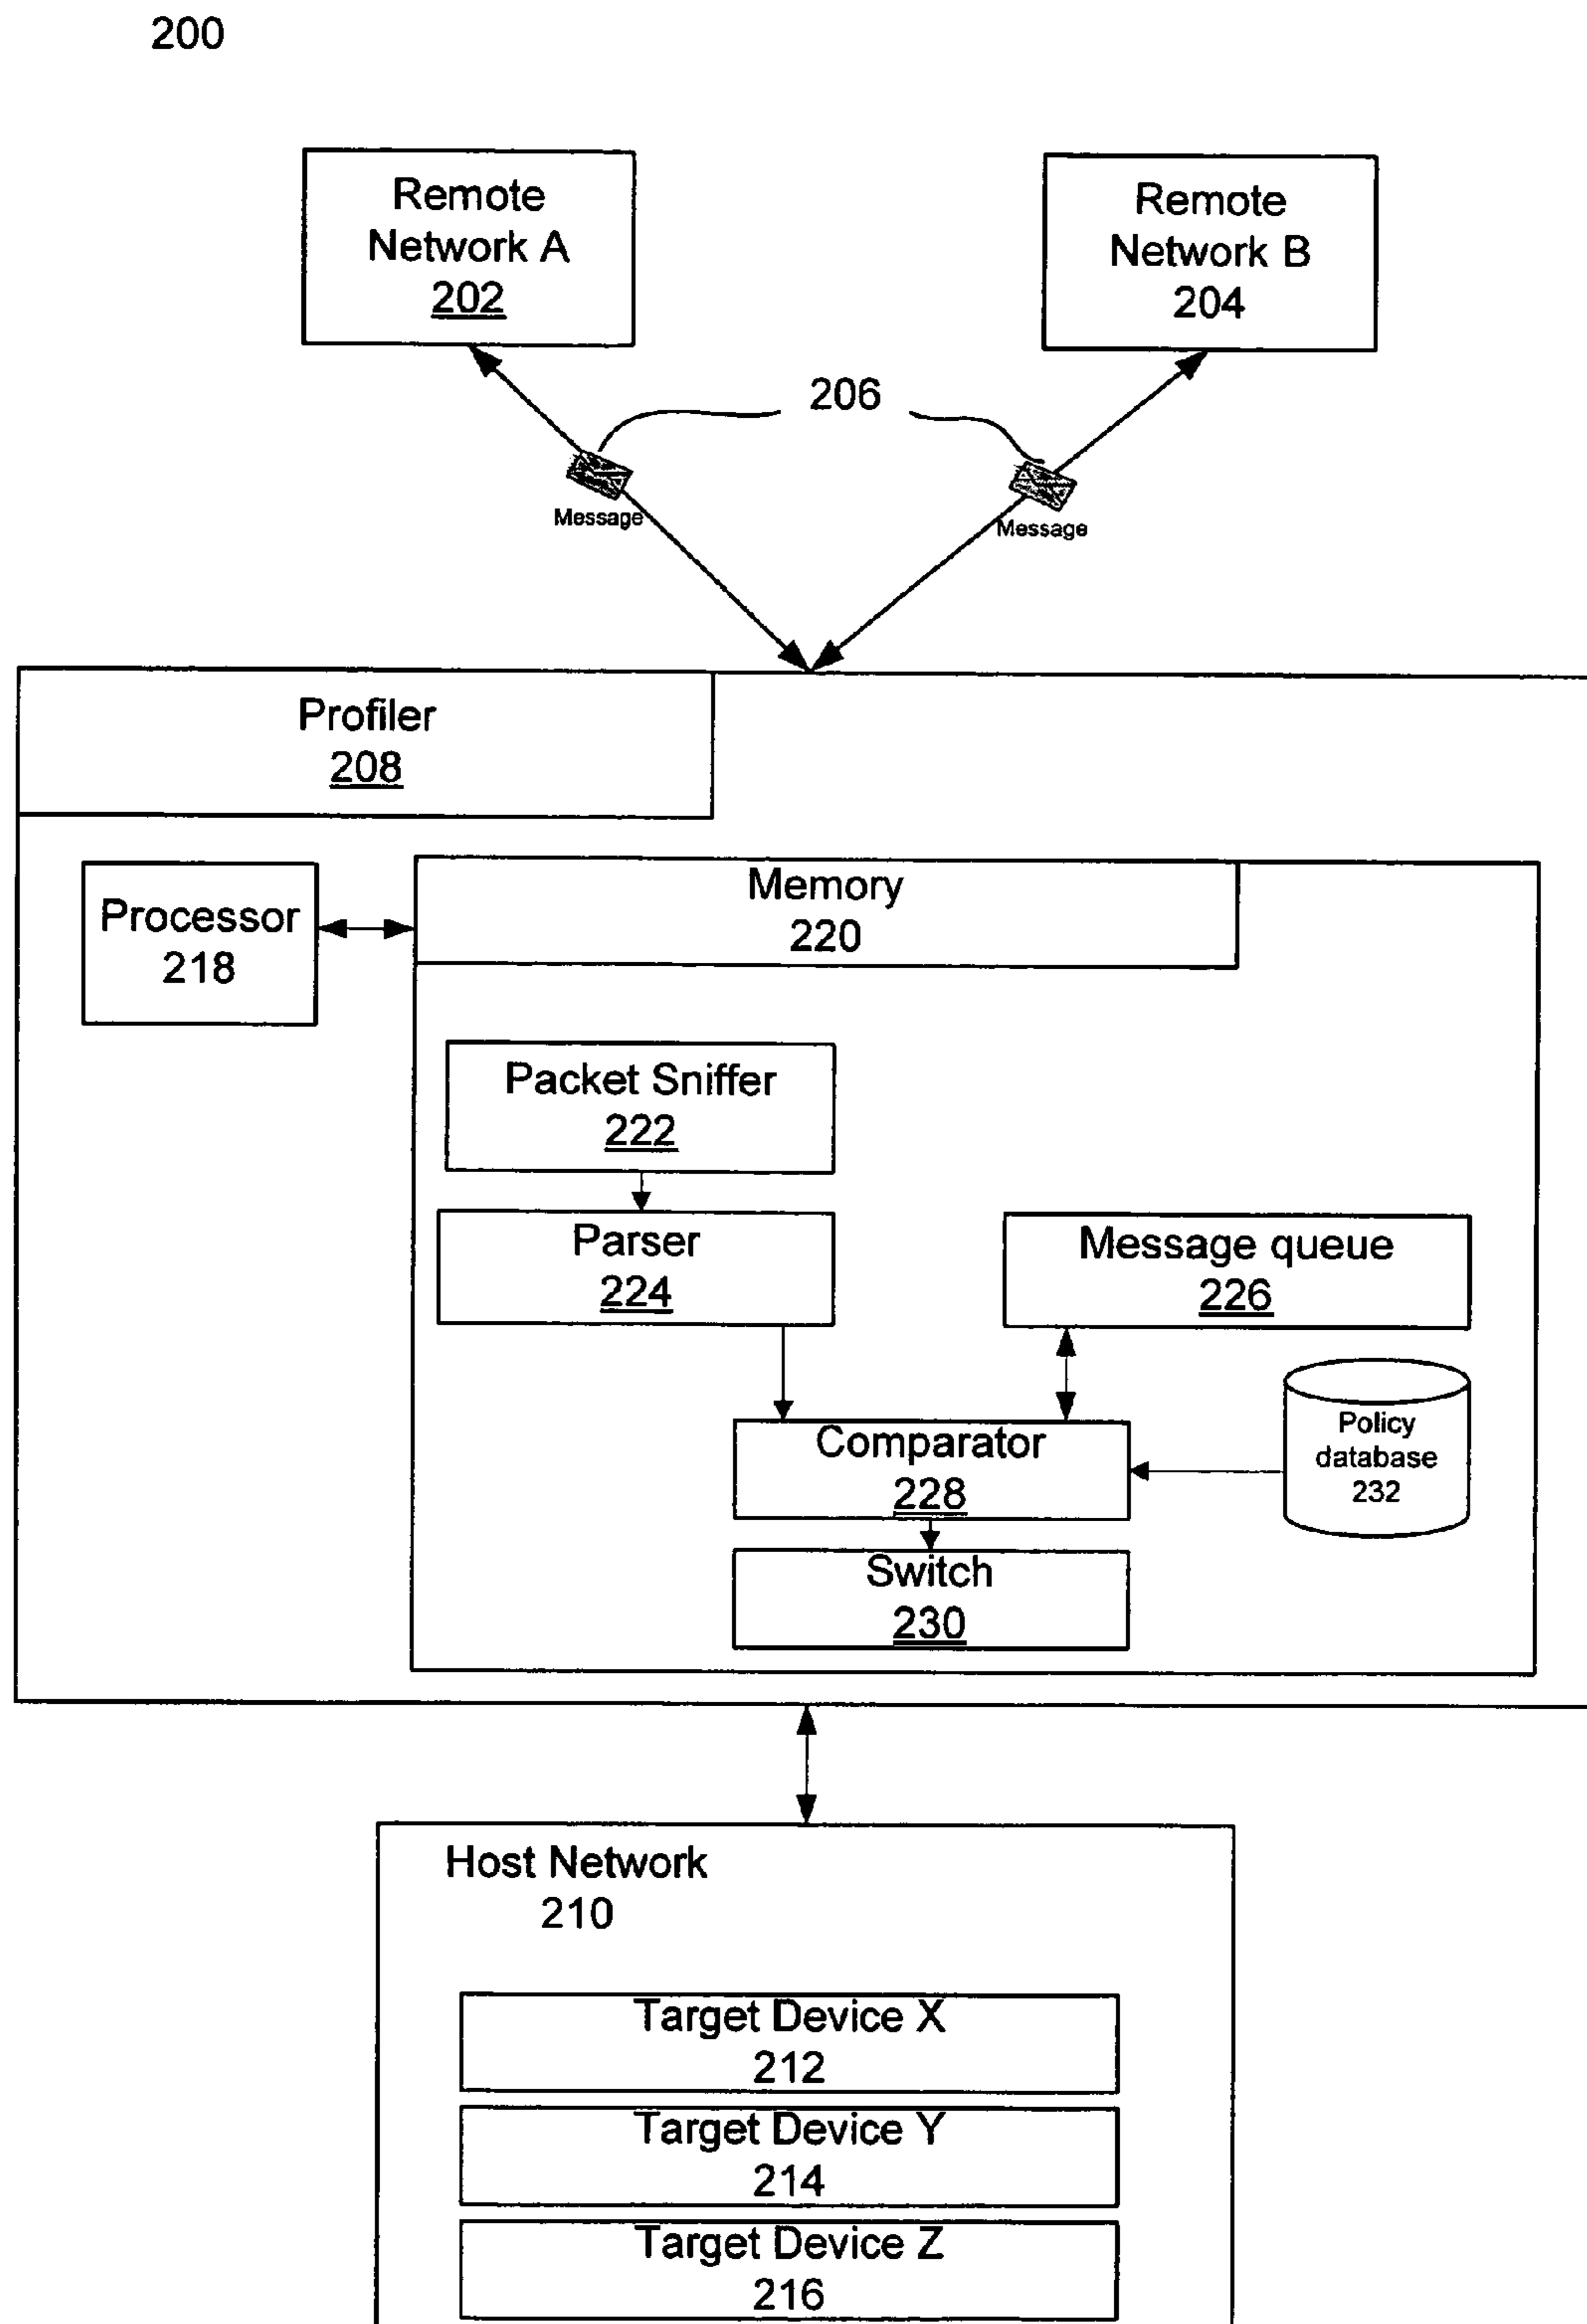 200
Remote
Network A
202
Remote
Network B
204
206
Message
Message
Profiler
208
Processor
218
Memory
220
Packet Sniffer
222
Parser
224
Message queue
226
Comparator
228
Policy
database
232
Switch
230
Host Network
210
Target Device X
212
Target Device Y
214
Target Device Z
216